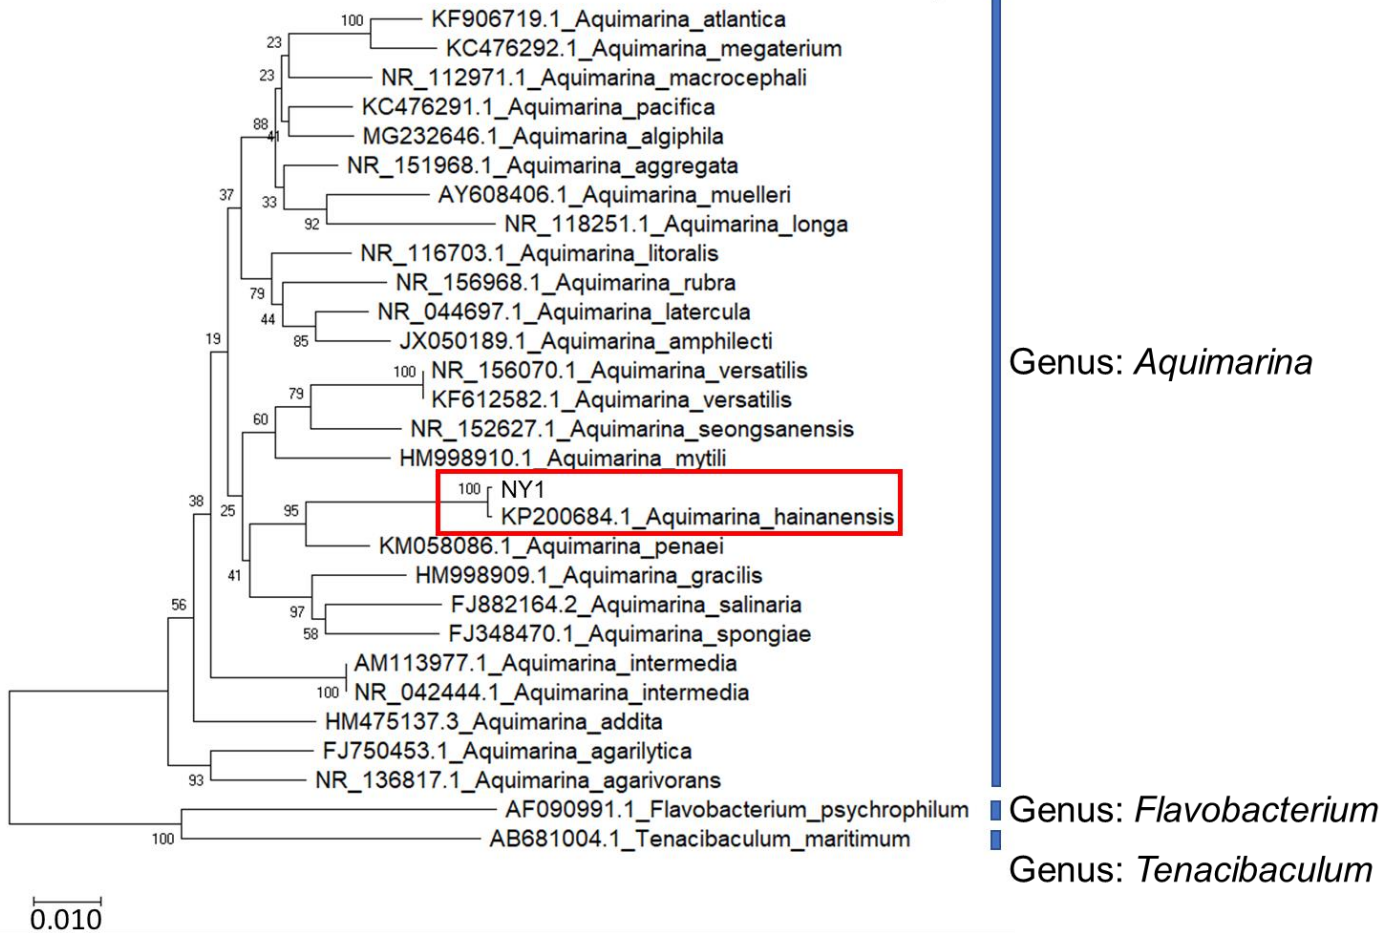 100 KF906719.1_Aquimarina_atlantica
23 KC476292.1_Aquimarina_megaterium
23 NR_112971.1_Aquimarina_macrocephali
KC476291.1_Aquimarina_pacifica
88 41 MG232646.1_Aquimarina_algiphila
NR_151968.1_Aquimarina_aggregata
37 33 AY608406.1_Aquimarina_muelleri
92 NR_118251.1_Aquimarina_longa
NR_116703.1_Aquimarina_litoralis
79 NR_156968.1_Aquimarina_rubra
44 NR_044697.1_Aquimarina_latercula
19 85 JX050189.1_Aquimarina_amphilecti
Genus: Aquimarina
100 NR_156070.1_Aquimarina_versatilis
79 KF612582.1_Aquimarina_versatilis
60 NR_152627.1_Aquimarina_seongsanensis
HM998910.1_Aquimarina_mytili
100 NY1
38 25 95 KP200684.1_Aquimarina_hainanensis
KM058086.1_Aquimarina_penaei
41 HM998909.1_Aquimarina_gracilis
56 97 FJ882164.2_Aquimarina_salinaria
58 FJ348470.1_Aquimarina_spongiae
AM113977.1_Aquimarina_intermedia
100 NR_042444.1_Aquimarina_intermedia
HM475137.3_Aquimarina_addita
FJ750453.1_Aquimarina_agarilytica
93 NR_136817.1_Aquimarina_agarivorans
AF090991.1_Flavobacterium_psychrophilum Genus: Flavobacterium
100 AB681004.1_Tenacibaculum_maritimum
Genus: Tenacibaculum
0.010